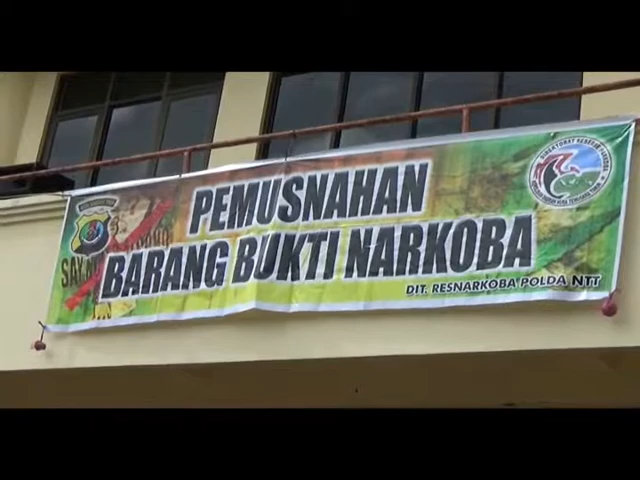 PEMUSNAHAN
BARANG BUKTI NARKOBA
DIT. RESNARKOBA POLDA NTT